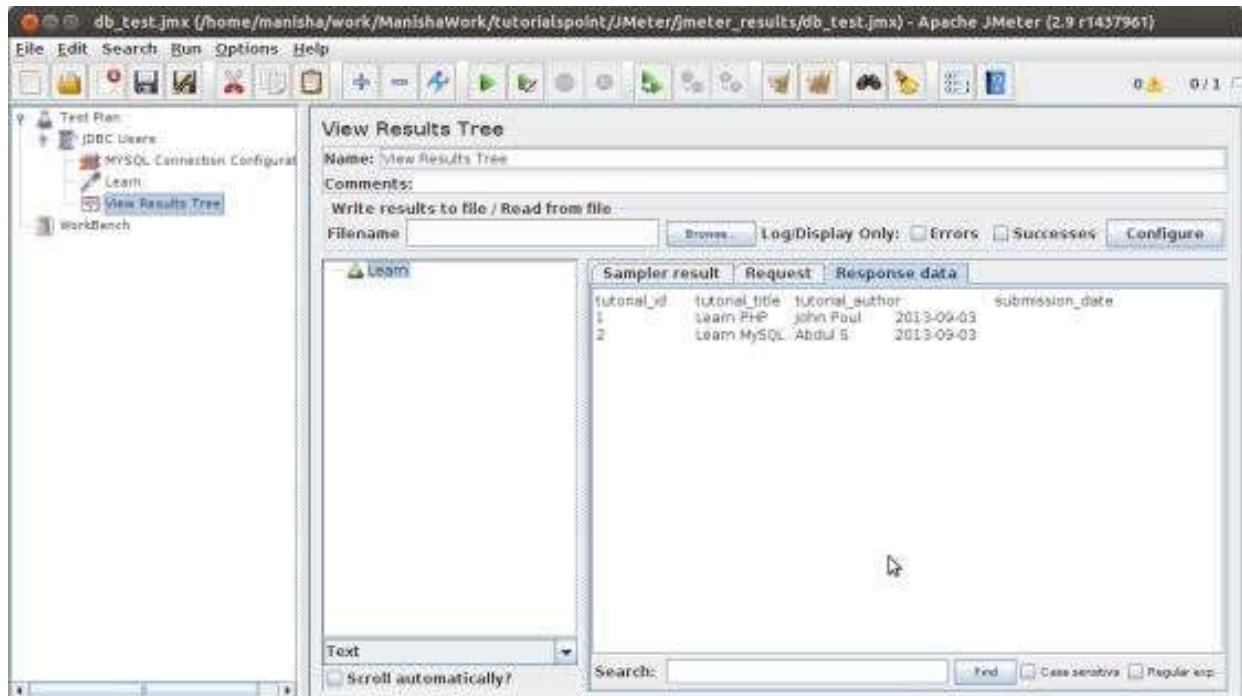 db_test.jmx (/home/manisha/work/ManishaWork/tutorialspoint/JMeter/jmeter_results/db_test.jmx) - Apache JMeter (2.9 r1437961)
File Edit Search Run Options Help
0 0 / 1
Test Plan
JDBC Users
MYSQL Connection Configurat
Learn
View Results Tree
WorkBench
View Results Tree
Name: View Results Tree
Comments:
Write results to file / Read from file
Filename Browse... Log/Display Only: Errors Successes Configure
Learn
Sampler result Request Response data
tutorial_id tutorial_title tutorial_author submission_date
1 Learn PHP John Poul 2013-09-03
2 Learn MySQL Abdul S 2013-09-03
Text
Scroll automatically?
Search: Find Case sensitive Regular exp.